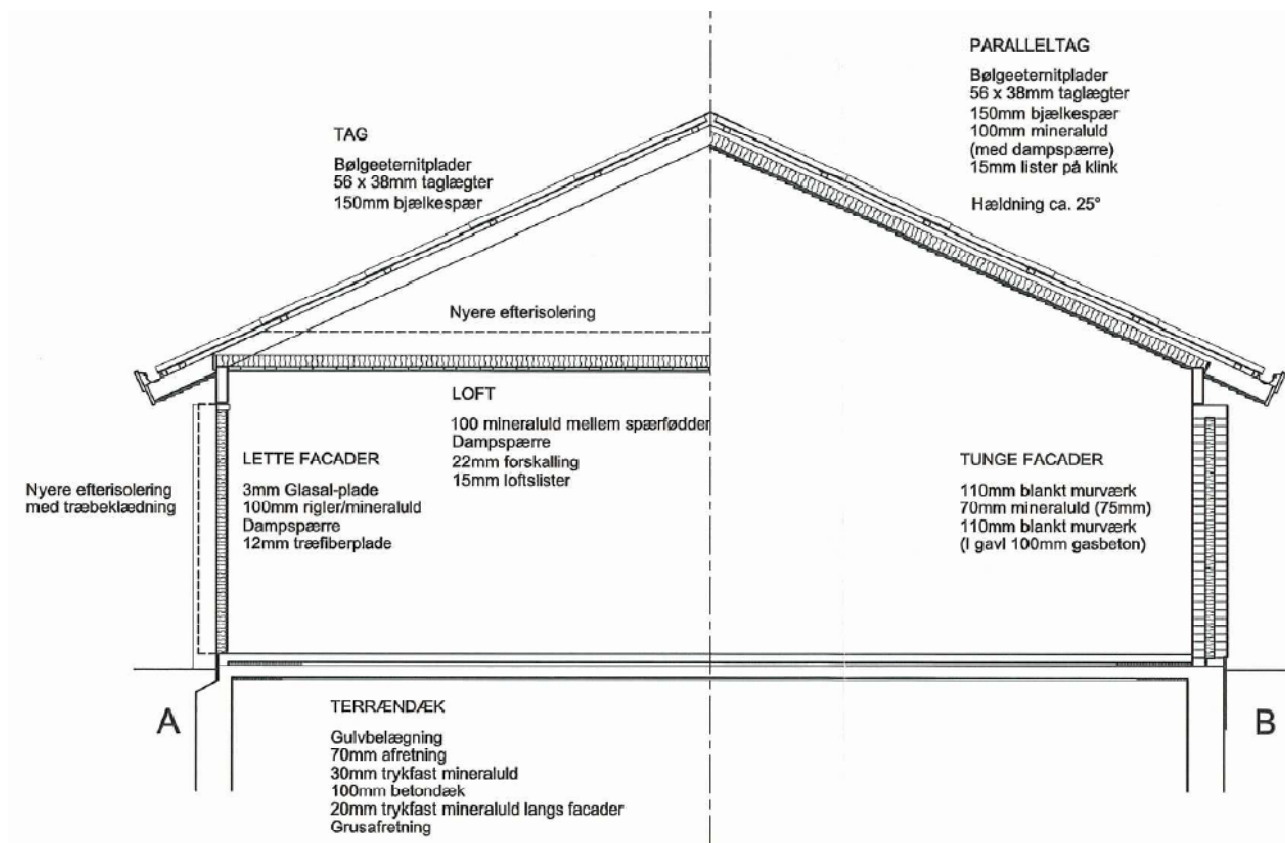 PARALLELTAG
Bølgeeternitplader
56 x 38mm taglægter
150mm bjælkespær
100mm mineraluld
(med dampspærre)
15mm lister på klink
Hældning ca. 25°
TAG
Bølgeeternitplader
56 x 38mm taglægter
150mm bjælkespær
Nyere efterisolering
LOFT
100 mineraluld mellem spærfødder
Dampspærre
22mm forskalling
15mm loftslister
Nyere efterisolering
med træbeklædning
LETTE FACADER
3mm Glasal-plade
100mm rigler/mineraluld
Dampspærre
12mm træfiberplade
TUNGE FACADER
110mm blankt murværk
70mm mineraluld (75mm)
110mm blankt murværk
(I gavl 100mm gasbeton)
A
B
TERRÆNDÆK
Gulvbelægning
70mm afretning
30mm trykfast mineraluld
100mm betondæk
20mm trykfast mineraluld langs facader
Grusafretning